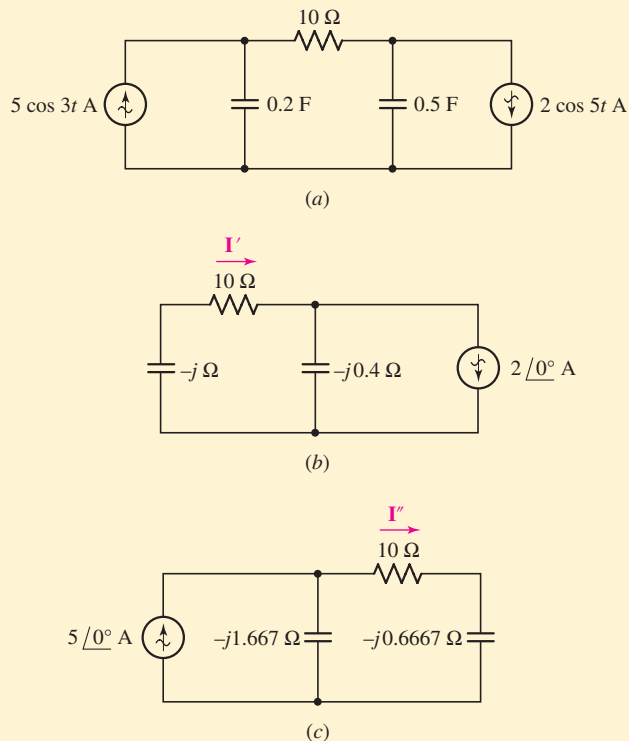 10 Ω
5 cos 3t A
0.2 F
0.5 F
2 cos 5t A
(a)
I′
10 Ω
–j Ω
–j0.4 Ω
2 /0° A
(b)
I″
10 Ω
5 /0° A
–j1.667 Ω
–j0.6667 Ω
(c)